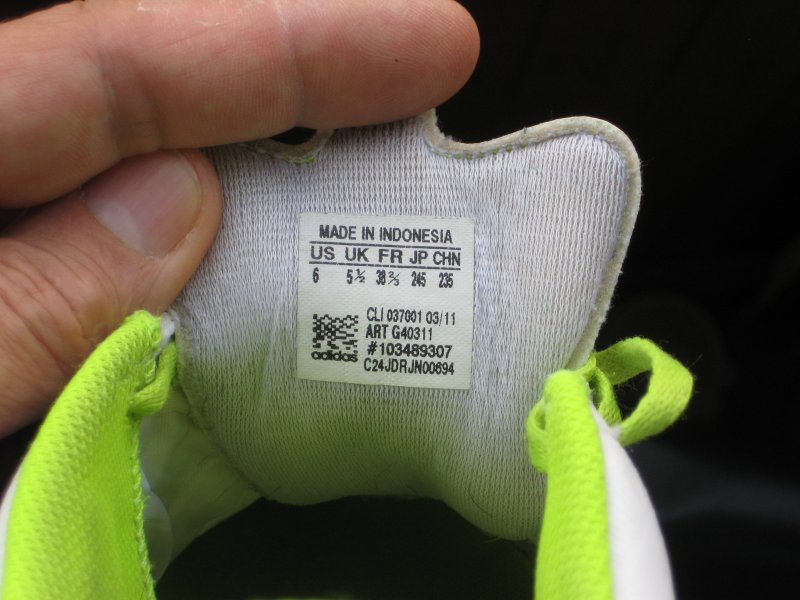 MADE IN INDONESIA
US UK FR JP CHN
6 5½ 38⅔ 245 235
CLI 037001 03/11
ART G40311
#103489307
adidas
C24JDRJN00694